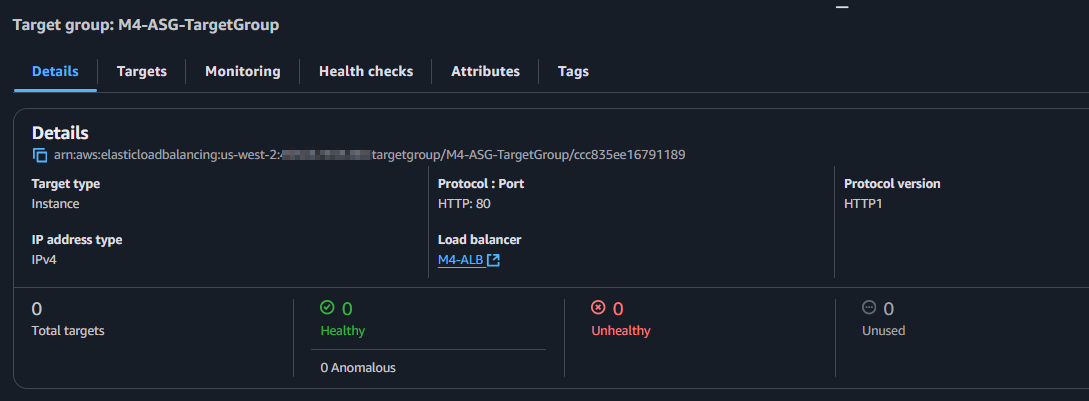 Target group: M4-ASG-TargetGroup
Details Targets Monitoring Health checks Attributes Tags
Details
arn:aws:elasticloadbalancing:us-west-2: targetgroup/M4-ASG-TargetGroup/ccc835ee16791189
Target type
Instance
Protocol : Port
HTTP: 80
Protocol version
HTTP1
IP address type
IPv4
Load balancer
M4-ALB
0
Total targets
0
Healthy
0 Anomalous
0
Unhealthy
0
Unused